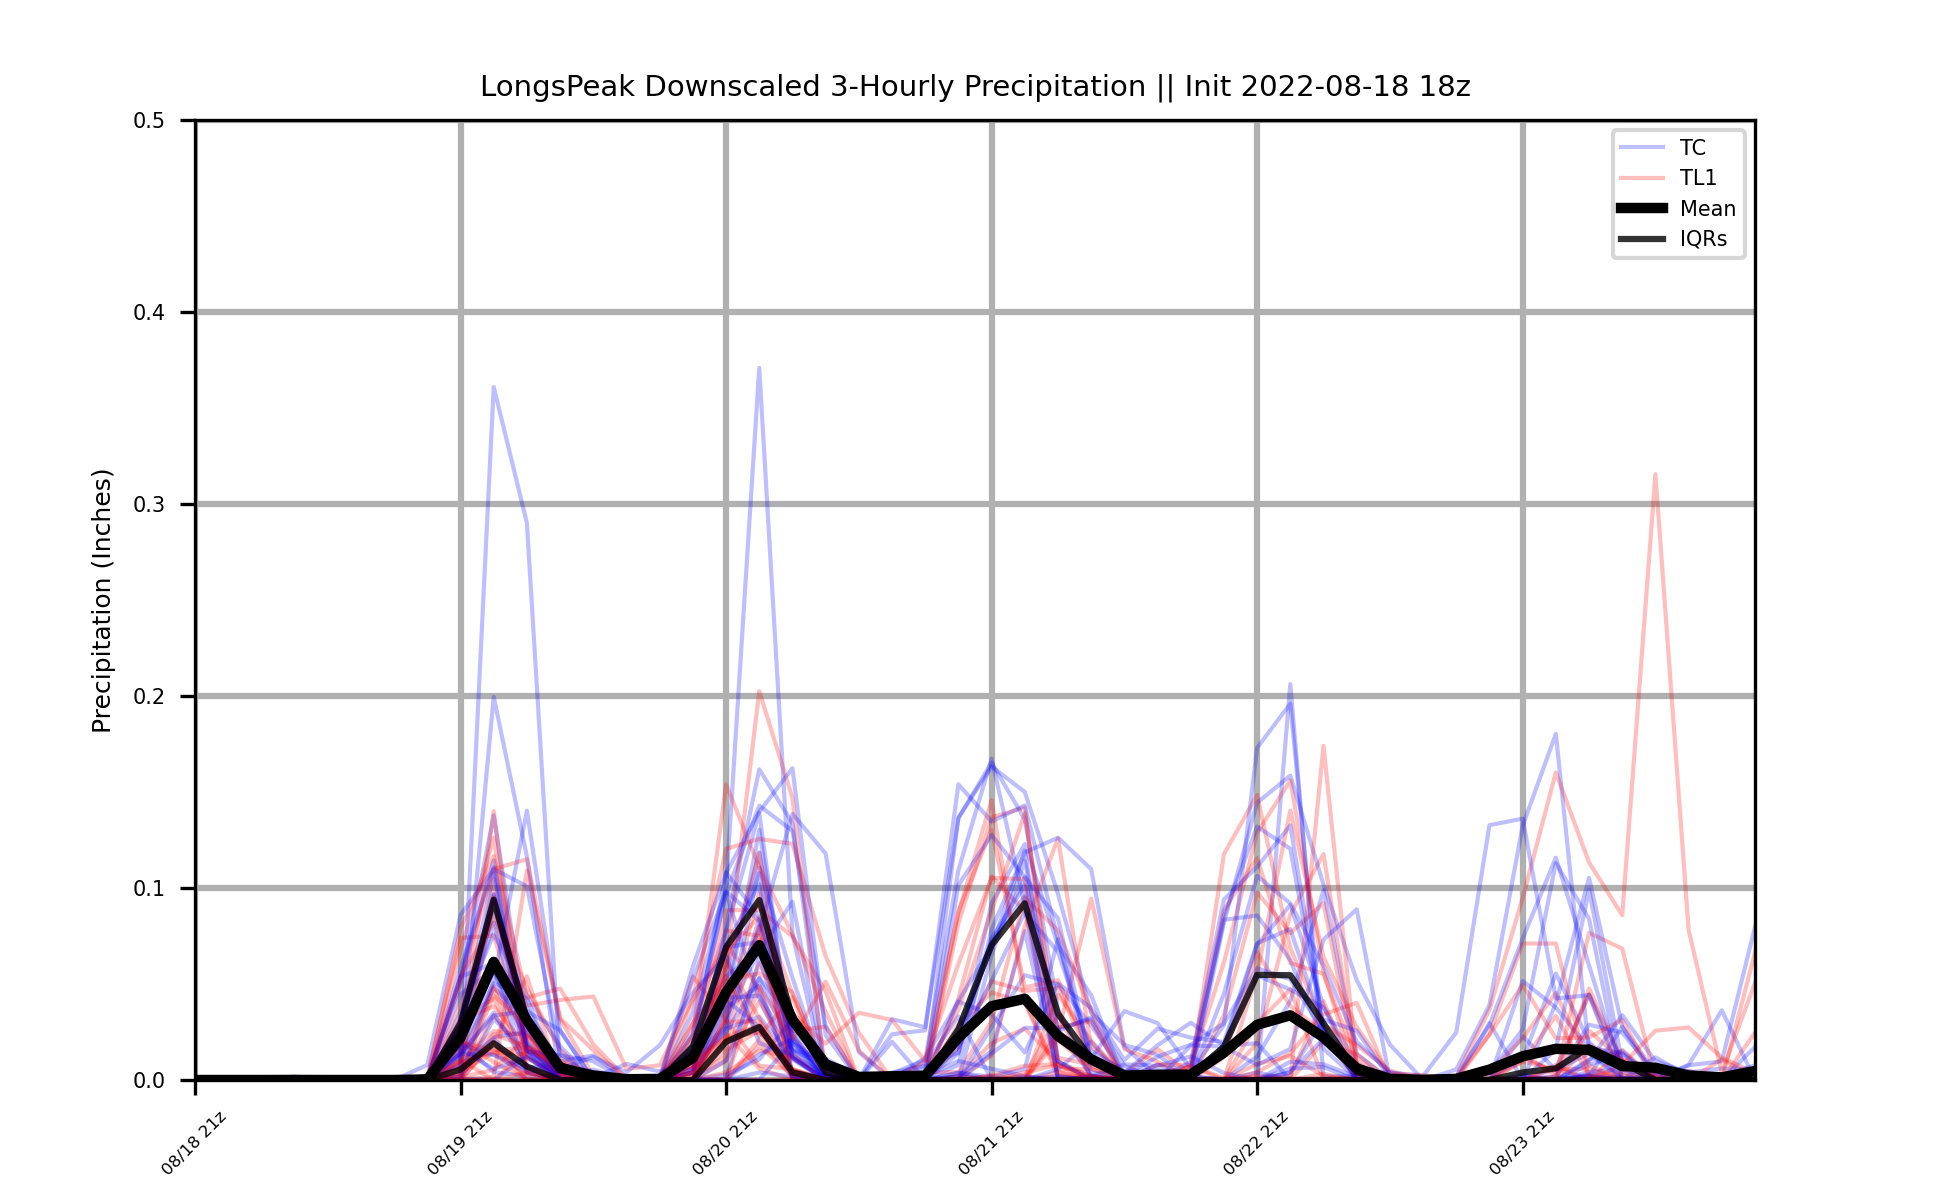 LongsPeak Downscaled 3-Hourly Precipitation || Init 2022-08-18 18z
Precipitation (Inches)
0.5
0.4
0.3
0.2
0.1
0.0
TC
TL1
Mean
IQRs
08/18 21z
08/19 21z
08/20 21z
08/21 21z
08/22 21z
08/23 21z